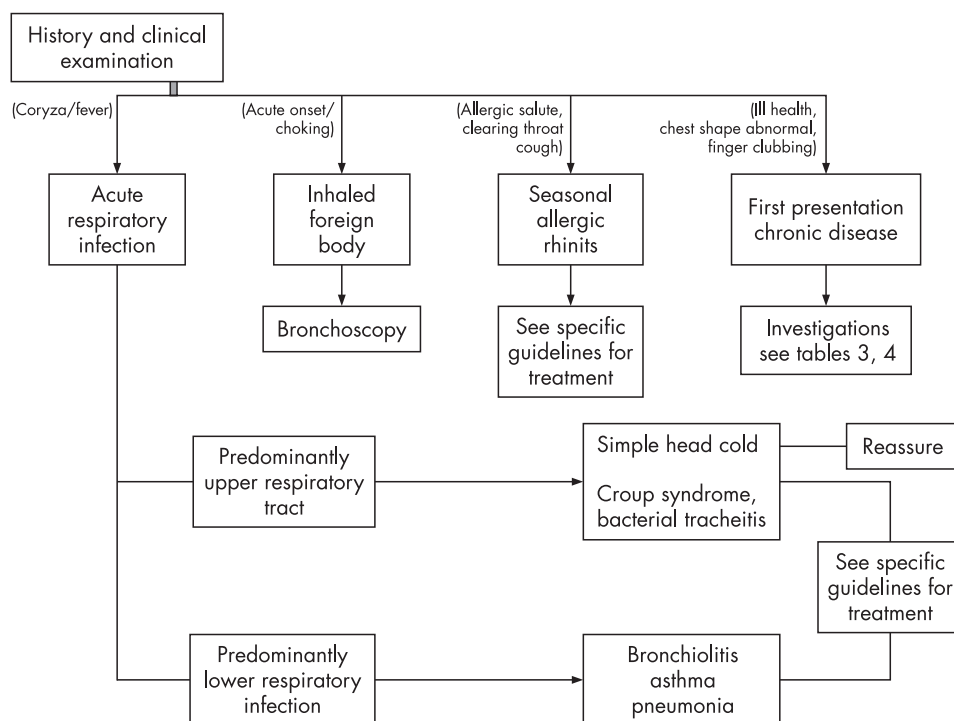 History and clinical
examination
(Coryza/fever)
(Acute onset/
choking)
(Allergic salute,
clearing throat
cough)
(Ill health,
chest shape abnormal,
finger clubbing)
Acute
respiratory
infection
Inhaled
foreign
body
Seasonal
allergic
rhinits
First presentation
chronic disease
Bronchoscopy
See specific
guidelines for
treatment
Investigations
see tables 3, 4
Predominantly
upper respiratory
tract
Simple head cold
Croup syndrome,
bacterial tracheitis
Reassure
See specific
guidelines for
treatment
Predominantly
lower respiratory
infection
Bronchiolitis
asthma
pneumonia